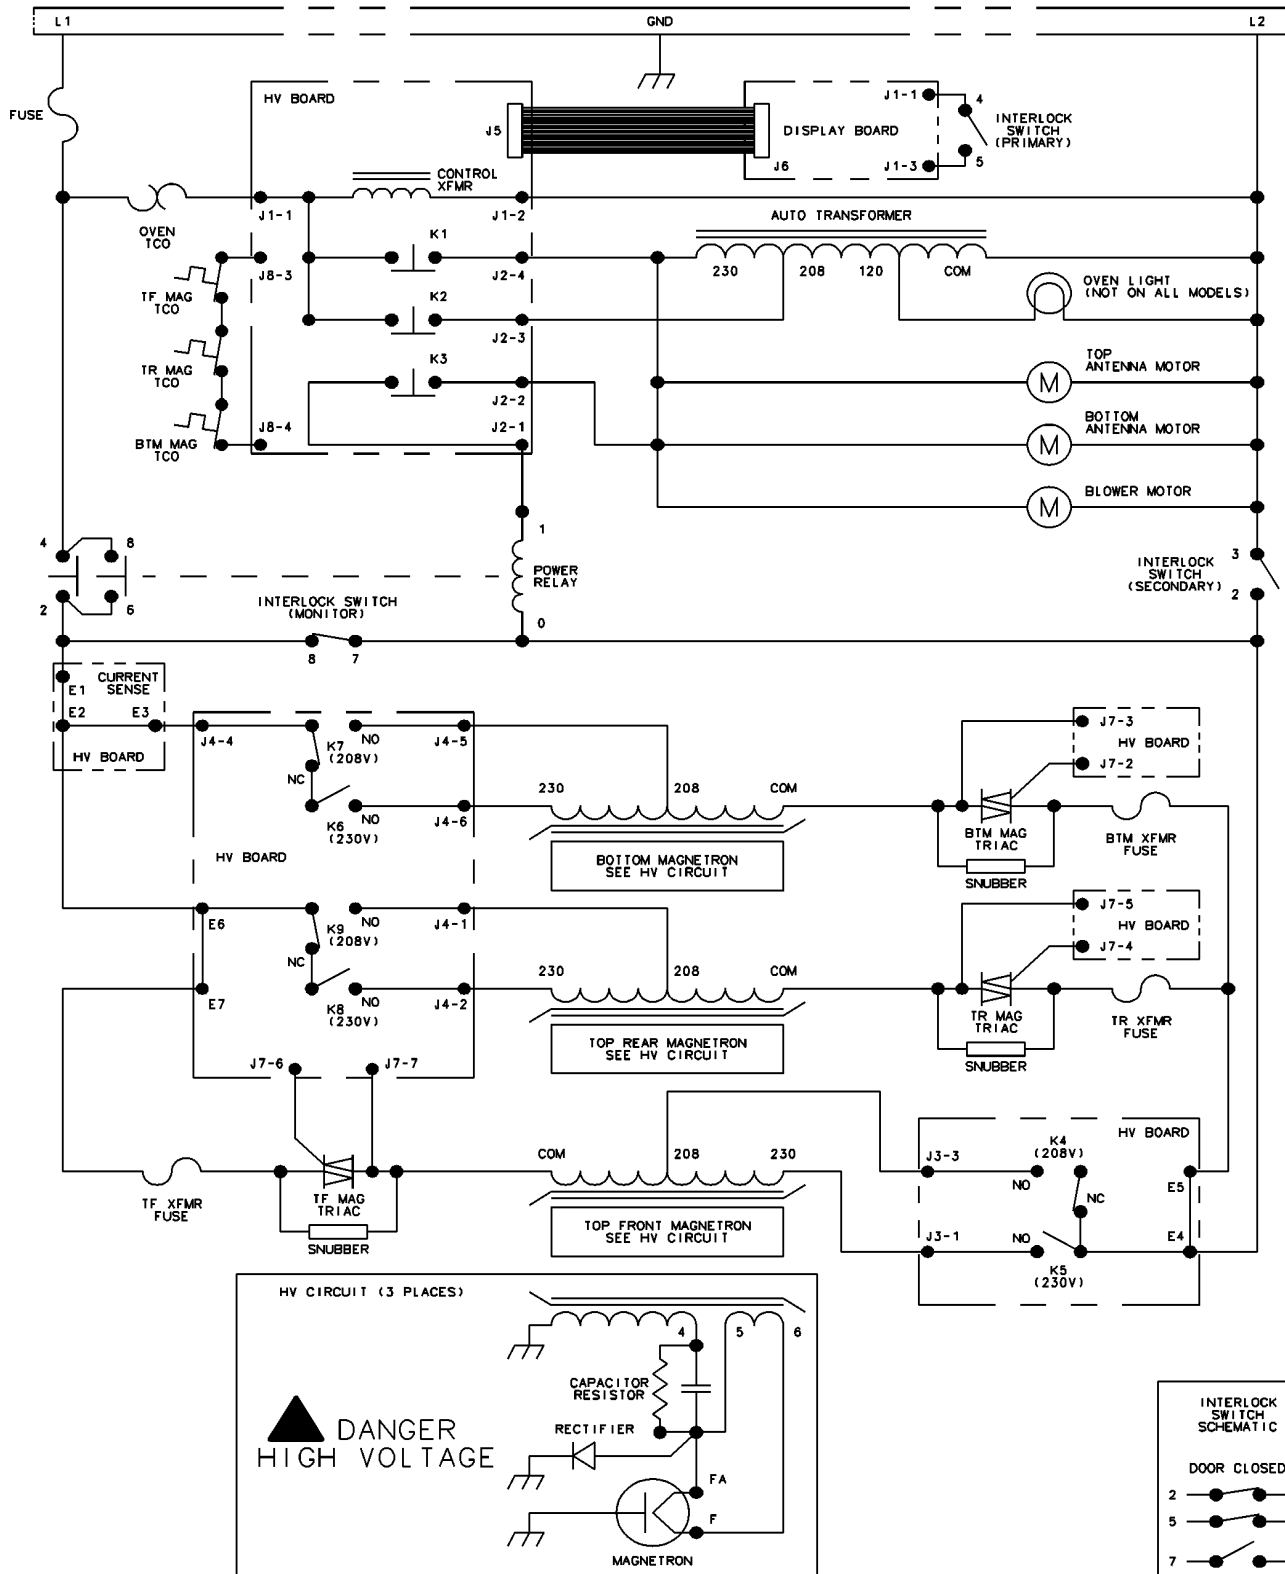 L1 GND L2
FUSE
HV BOARD
J5
J6
DISPLAY BOARD
J1-1
J1-3
4
5
INTERLOCK
SWITCH
(PRIMARY)
CONTROL
XFMR
J1-1
J1-2
OVEN
TCO
AUTO TRANSFORMER
230 208 120 COM
OVEN LIGHT
(NOT ON ALL MODELS)
K1
J2-4
K2
J2-3
K3
J2-2
J2-1
J8-3
TF MAG
TCO
TR MAG
TCO
BTM MAG
TCO
J8-4
TOP
ANTENNA MOTOR
M
BOTTOM
ANTENNA MOTOR
M
BLOWER MOTOR
M
4 8
2 6
1
POWER
RELAY
0
INTERLOCK SWITCH
(MONITOR)
8 7
3
INTERLOCK
SWITCH
(SECONDARY)
2
E1
CURRENT
SENSE
E2 E3
HV BOARD
J4-4
K7
(208V)
NO
J4-5
NC
K6
(230V)
NO
J4-6
HV BOARD
230 208 COM
BOTTOM MAGNETRON
SEE HV CIRCUIT
J7-3
HV BOARD
J7-2
BTM MAG
TRIAC
SNUBBER
BTM XFMR
FUSE
E6
K9
(208V)
NO
J4-1
NC
E7
K8
(230V)
NO
J4-2
230 208 COM
TOP REAR MAGNETRON
SEE HV CIRCUIT
J7-5
HV BOARD
J7-4
TR MAG
TRIAC
SNUBBER
TR XFMR
FUSE
J7-6 J7-7
TF XFMR
FUSE
TF MAG
TRIAC
SNUBBER
COM 208 230
TOP FRONT MAGNETRON
SEE HV CIRCUIT
HV BOARD
J3-3
K4
(208V)
NO
E5
NC
J3-1
NO
K5
(230V)
E4
HV CIRCUIT (3 PLACES)
4 5 6
CAPACITOR
RESISTOR
RECTIFIER
DANGER
HIGH VOLTAGE
FA
F
MAGNETRON
INTERLOCK
SWITCH
SCHEMATIC
DOOR CLOSED
2
5
7